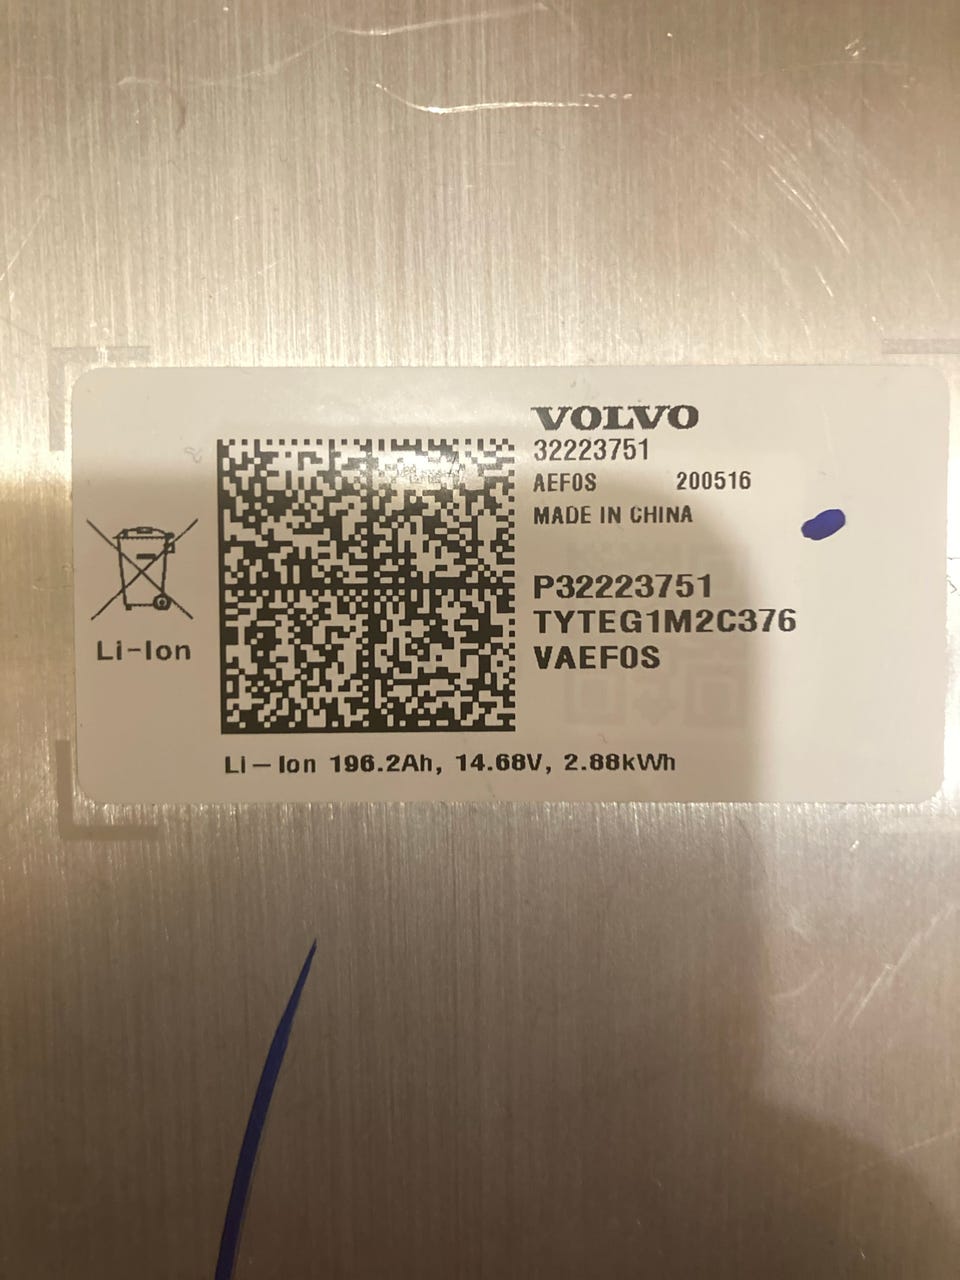 VOLVO
32223751
AEF0S 200516
MADE IN CHINA
P32223751
TYTEG1M2C376
VAEF0S
Li-Ion
Li-Ion 196.2Ah, 14.68V, 2.88kWh